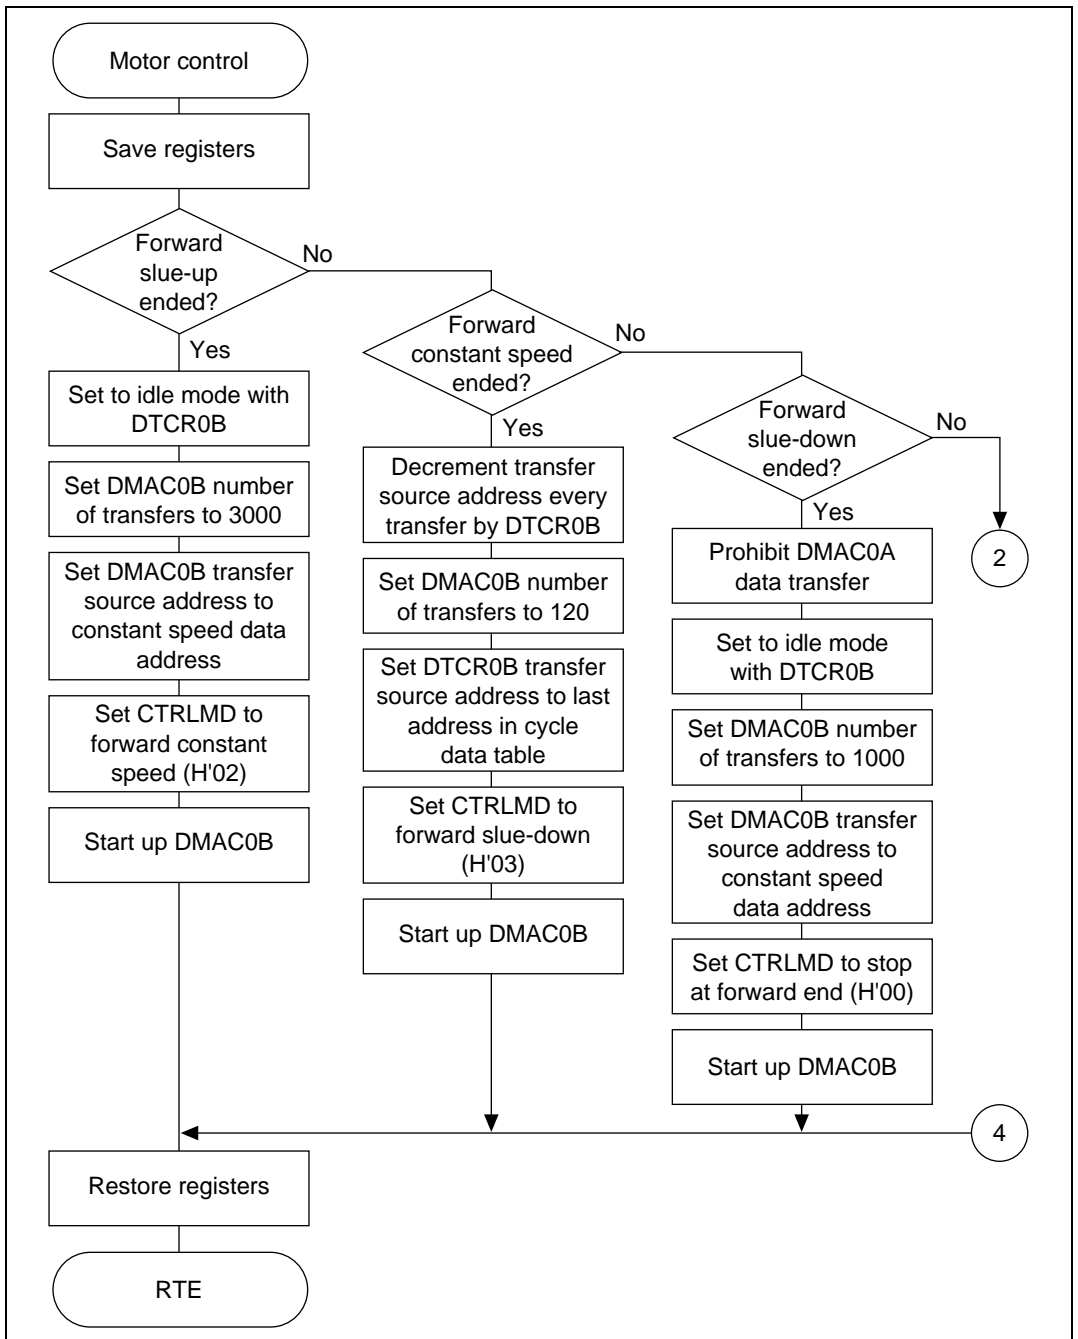 Motor control
Save registers
Forward
slue-up
ended?
No
Yes
Set to idle mode with
DTCR0B
Set DMAC0B number
of transfers to 3000
Set DMAC0B transfer
source address to
constant speed data
address
Set CTRLMD to
forward constant
speed (H'02)
Start up DMAC0B
Forward
constant speed
ended?
No
Yes
Decrement transfer
source address every
transfer by DTCR0B
Set DMAC0B number
of transfers to 120
Set DTCR0B transfer
source address to last
address in cycle
data table
Set CTRLMD to
forward slue-down
(H'03)
Start up DMAC0B
Forward
slue-down
ended?
No
2
Yes
Prohibit DMAC0A
data transfer
Set to idle mode
with DTCR0B
Set DMAC0B number
of transfers to 1000
Set DMAC0B transfer
source address to
constant speed
data address
Set CTRLMD to stop
at forward end (H'00)
Start up DMAC0B
4
Restore registers
RTE